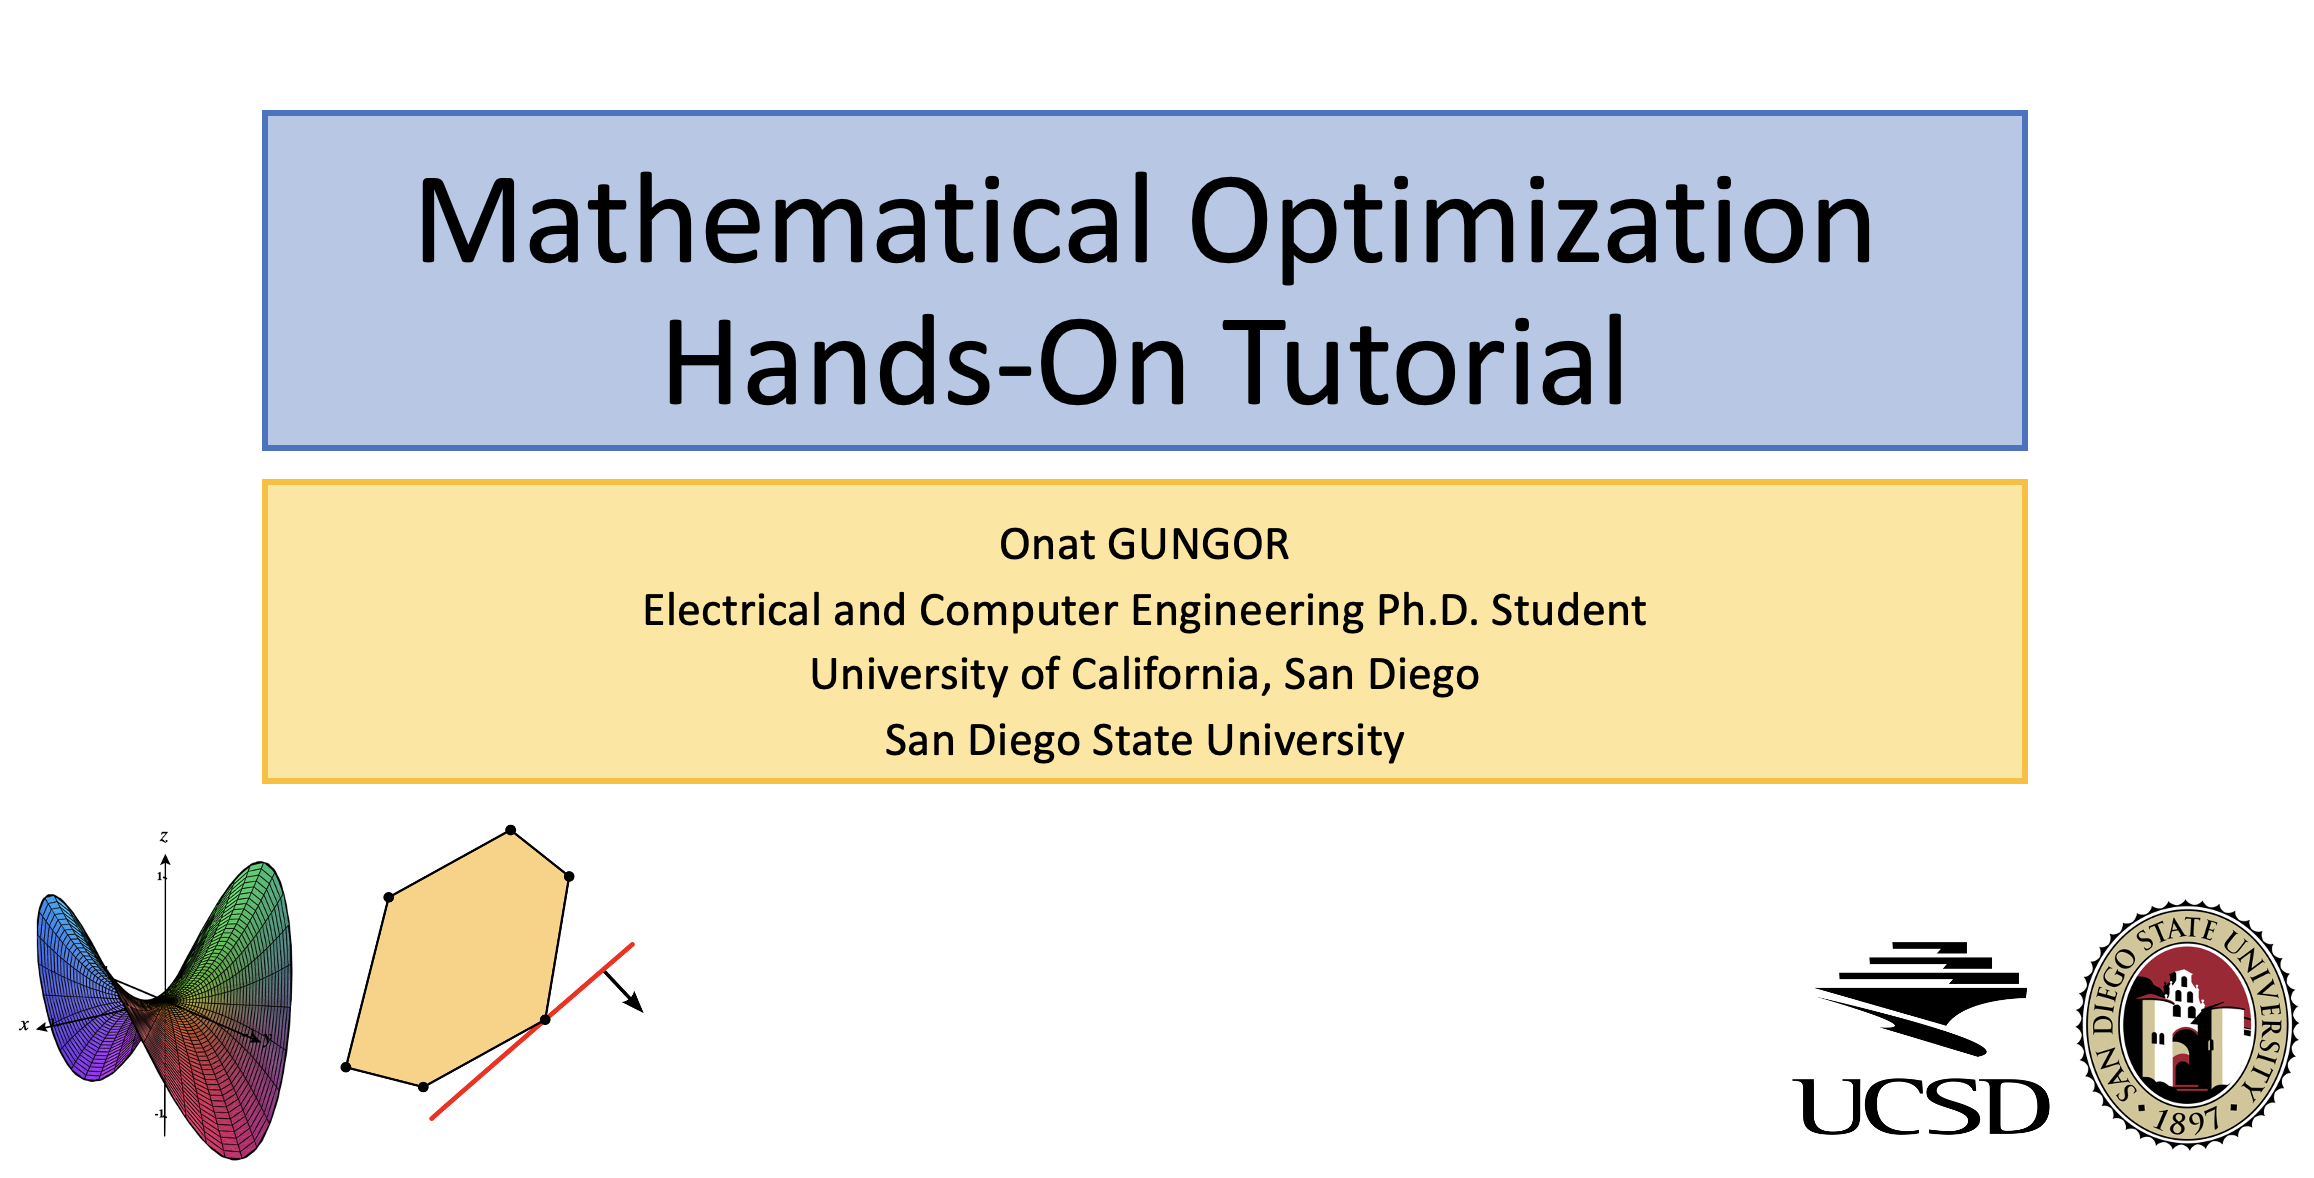 Mathematical Optimization
Hands-On Tutorial
Onat GUNGOR
Electrical and Computer Engineering Ph.D. Student
University of California, San Diego
San Diego State University
z
1
x
y
-1
UCSD
SAN DIEGO STATE UNIVERSITY
· 1897 ·